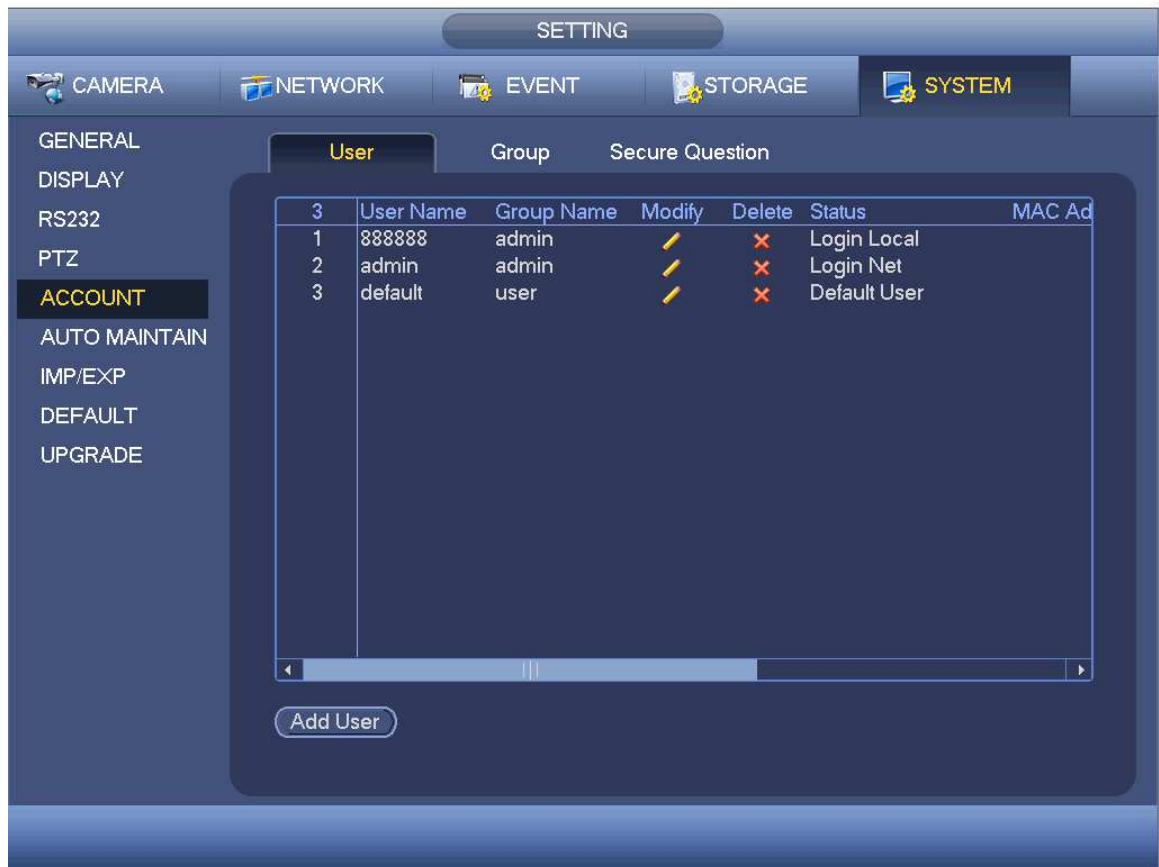 SETTING
CAMERA NETWORK EVENT STORAGE SYSTEM
GENERAL
DISPLAY
RS232
PTZ
ACCOUNT
AUTO MAINTAIN
IMP/EXP
DEFAULT
UPGRADE
User Group Secure Question
3 User Name Group Name Modify Delete Status MAC Ad
1 888888 admin Login Local
2 admin admin Login Net
3 default user Default User
Add User